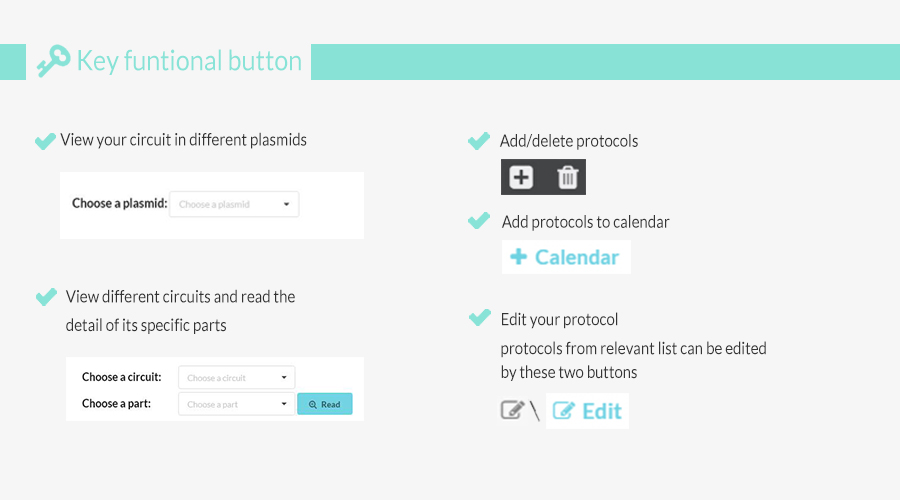 Key funtional button
View your circuit in different plasmids
Choose a plasmid: Choose a plasmid
View different circuits and read the
detail of its specific parts
Choose a circuit: Choose a circuit
Choose a part: Choose a part Read
Add/delete protocols
Add protocols to calendar
+ Calendar
Edit your protocol
protocols from relevant list can be edited
by these two buttons
\ Edit